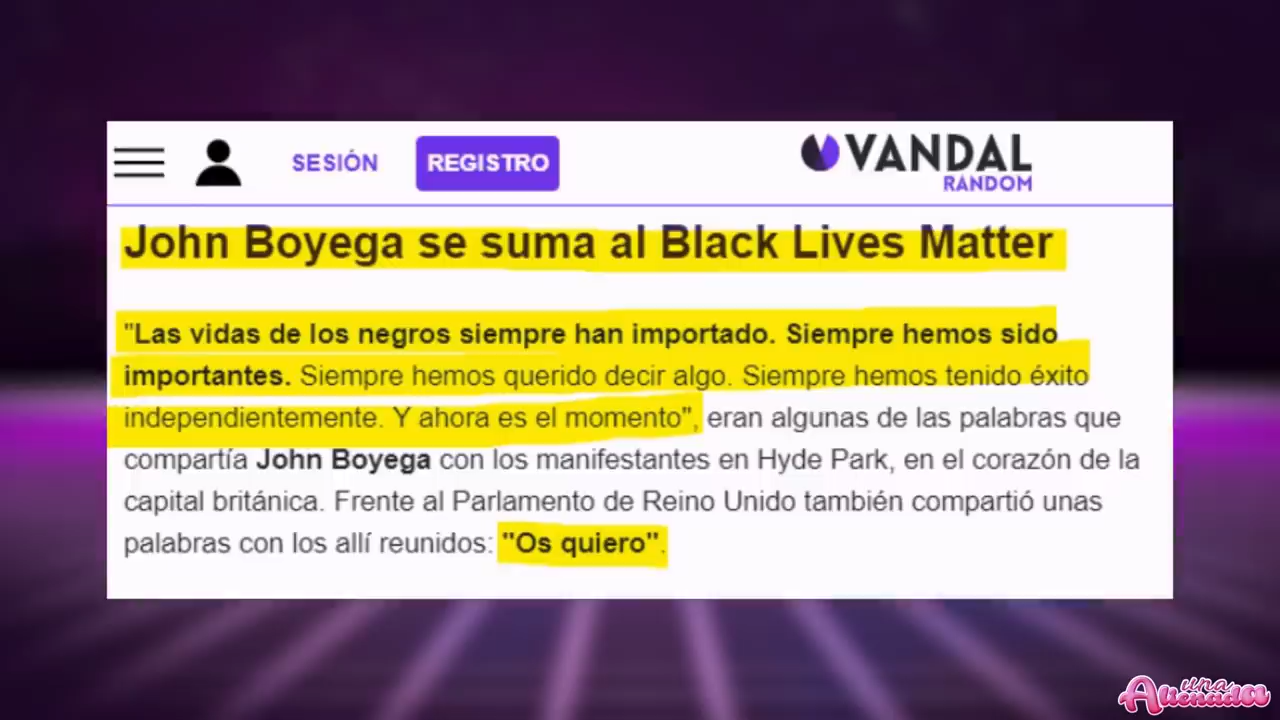 SESIÓN
REGISTRO
VANDAL
RANDOM
John Boyega se suma al Black Lives Matter
"Las vidas de los negros siempre han importado. Siempre hemos sido
importantes. Siempre hemos querido decir algo. Siempre hemos tenido éxito
independientemente. Y ahora es el momento", eran algunas de las palabras que
compartía John Boyega con los manifestantes en Hyde Park, en el corazón de la
capital británica. Frente al Parlamento de Reino Unido también compartió unas
palabras con los allí reunidos: "Os quiero".
una
Alienada